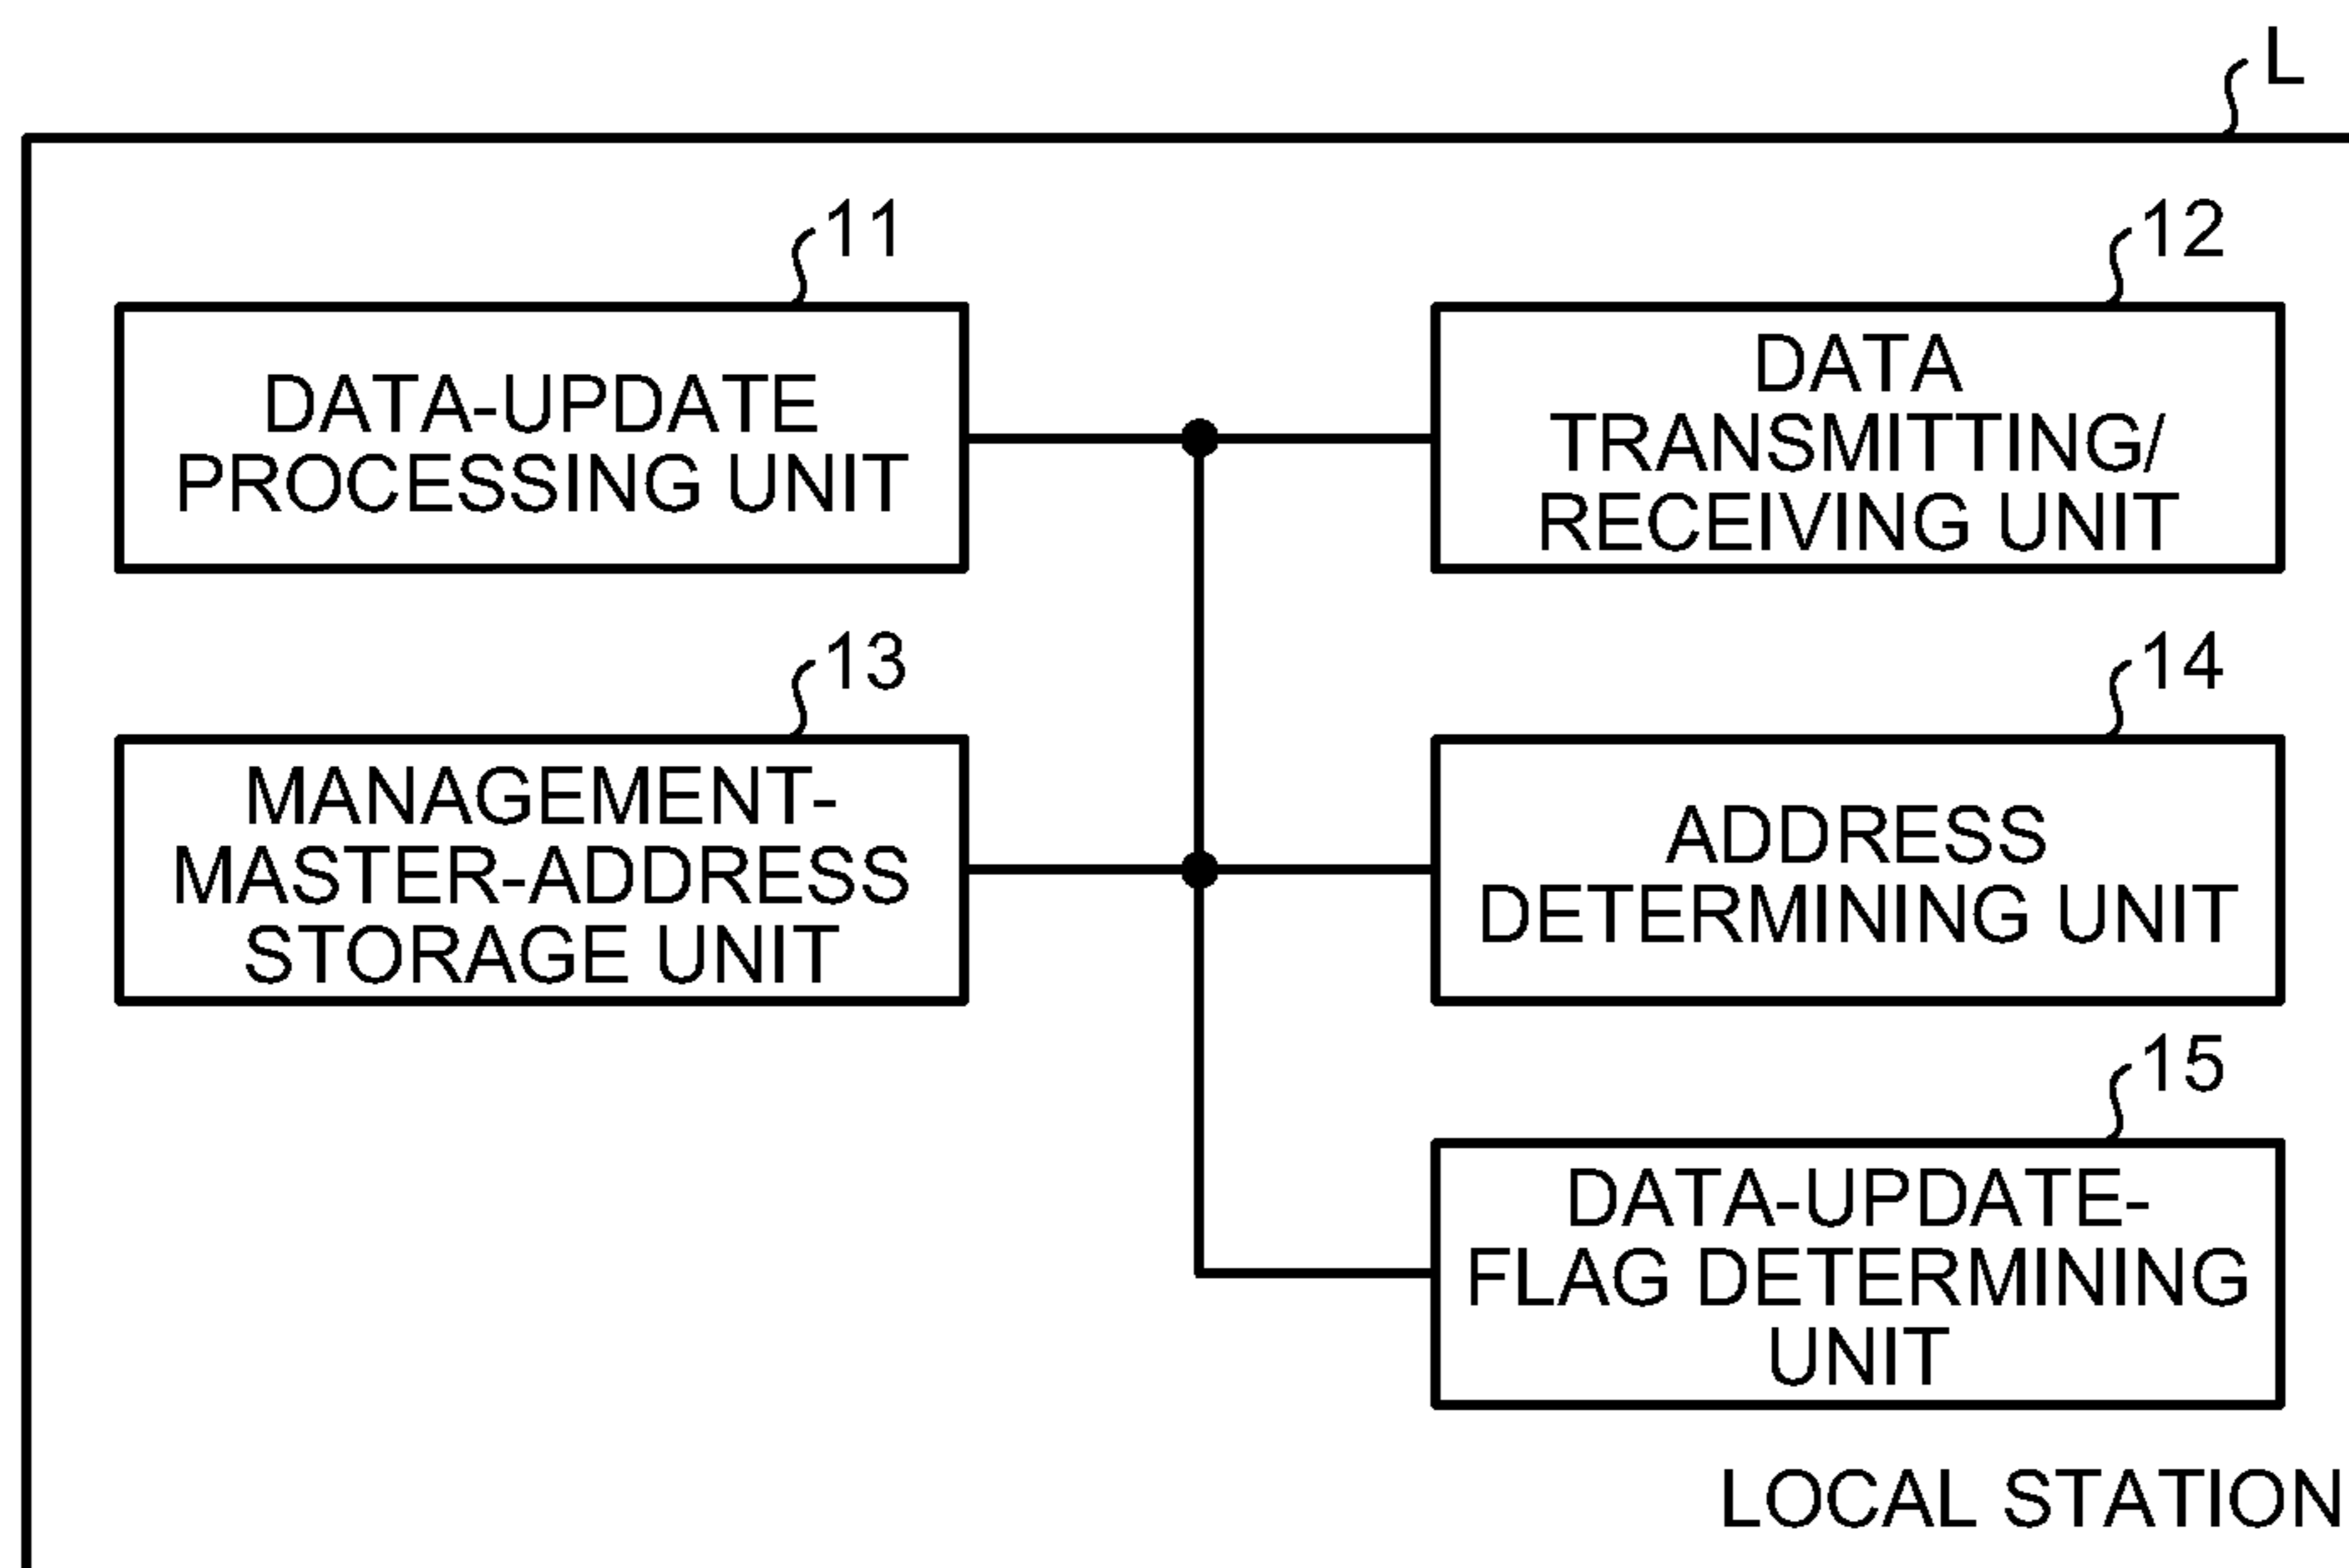 L
11
DATA-UPDATE
PROCESSING UNIT
12
DATA
TRANSMITTING/
RECEIVING UNIT
13
MANAGEMENT-
MASTER-ADDRESS
STORAGE UNIT
14
ADDRESS
DETERMINING UNIT
15
DATA-UPDATE-
FLAG DETERMINING
UNIT
LOCAL STATION